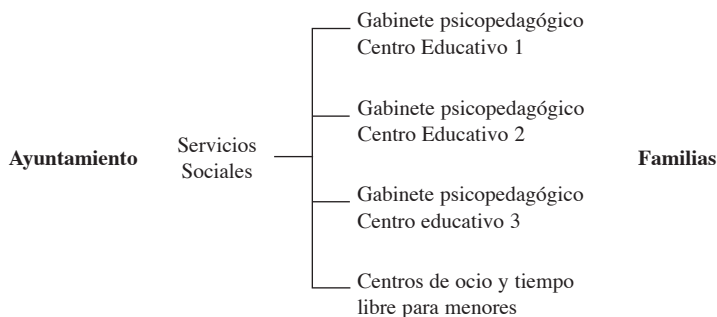 Gabinete psicopedagógico
Centro Educativo 1
Gabinete psicopedagógico
Centro Educativo 2
Ayuntamiento
Servicios
Sociales
Familias
Gabinete psicopedagógico
Centro educativo 3
Centros de ocio y tiempo
libre para menores